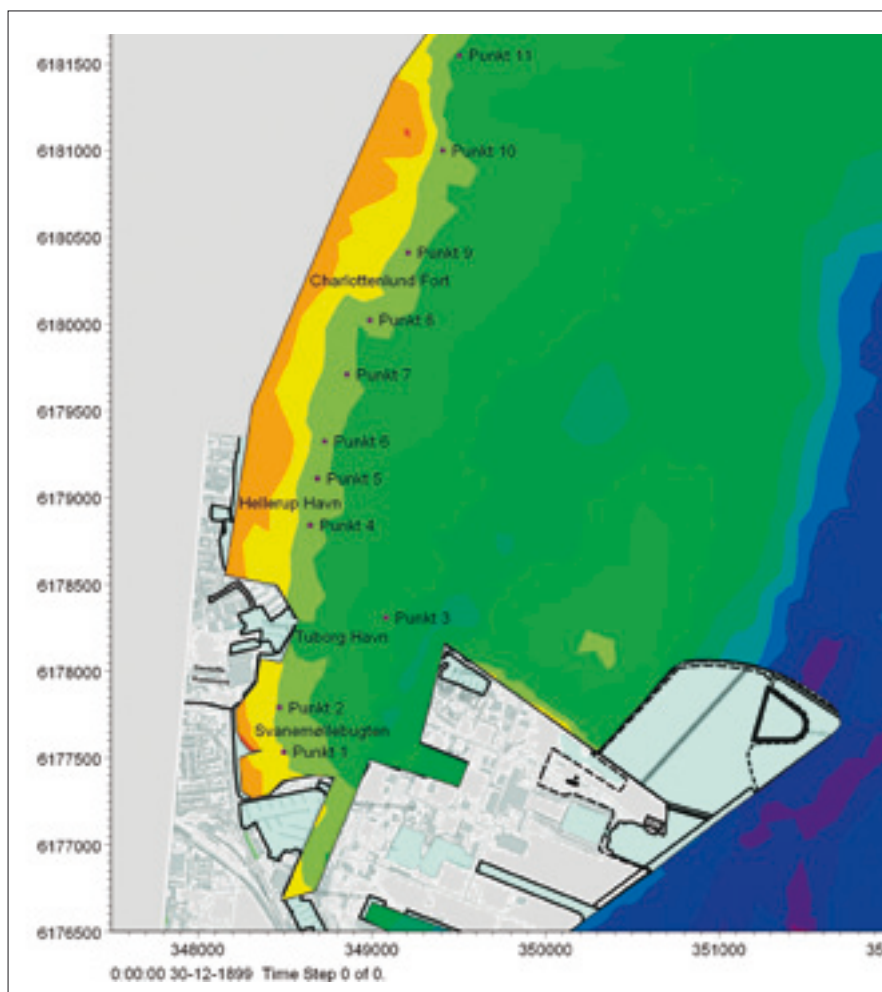 6181500
Punkt 11
6181000
Punkt 10
6180500
Punkt 9
Charlottenlund Fort
6180000
Punkt 8
Punkt 7
6179500
Punkt 6
Punkt 5
6179000
Hellerup Havn
Punkt 4
6178500
Punkt 3
Tuborg Havn
6178000
Punkt 2
Svanemøllebugten
6177500
Punkt 1
6177000
6176500
348000 349000 350000 351000 35
0:00:00 30-12-1899 Time Step 0 of 0.